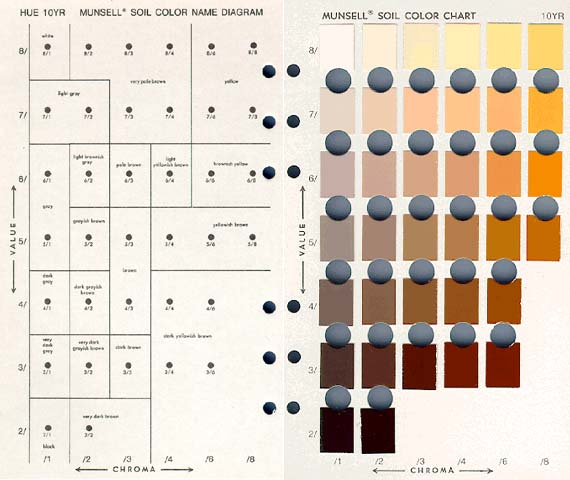 HUE 10YR MUNSELL® SOIL COLOR NAME DIAGRAM
white
8/
8/1 8/2 8/3 8/4 8/6 8/8
very pale brown
yellow
light gray
7/
7/1 7/2 7/3 7/4 7/6 7/8
light brownish gray
pale brown
light yellowish brown
brownish yellow
6/
6/1 6/2 6/3 6/4 6/6 6/8
gray
grayish brown
yellowish brown
5/
5/1 5/2 5/3 5/4 5/6 5/8
brown
dark gray
dark grayish brown
4/
4/1 4/2 4/3 4/4 4/6
dark yellowish brown
very dark gray
very dark grayish brown
dark brown
3/
3/1 3/2 3/3 3/4 3/6
very dark brown
2/
2/1 2/2
black
/1 /2 /3 /4 /6 /8
VALUE
CHROMA
MUNSELL® SOIL COLOR CHART 10YR
8/
7/
6/
5/
4/
3/
2/
/1 /2 /3 /4 /6 /8
VALUE
CHROMA